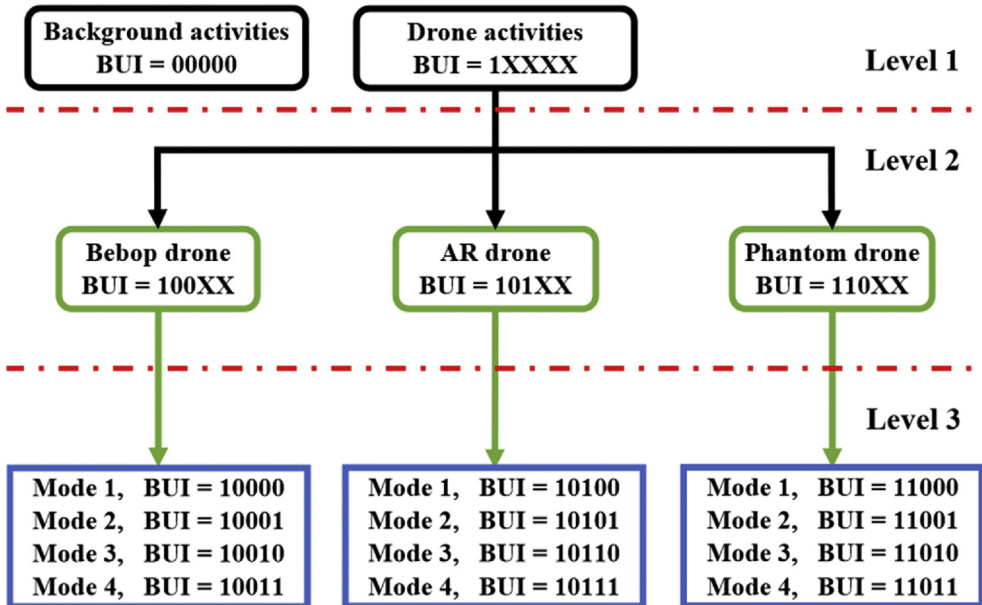 Background activities
BUI = 00000
Drone activities
BUI = 1XXXX
Level 1
Level 2
Bebop drone
BUI = 100XX
AR drone
BUI = 101XX
Phantom drone
BUI = 110XX
Level 3
Mode 1, BUI = 10000
Mode 2, BUI = 10001
Mode 3, BUI = 10010
Mode 4, BUI = 10011
Mode 1, BUI = 10100
Mode 2, BUI = 10101
Mode 3, BUI = 10110
Mode 4, BUI = 10111
Mode 1, BUI = 11000
Mode 2, BUI = 11001
Mode 3, BUI = 11010
Mode 4, BUI = 11011